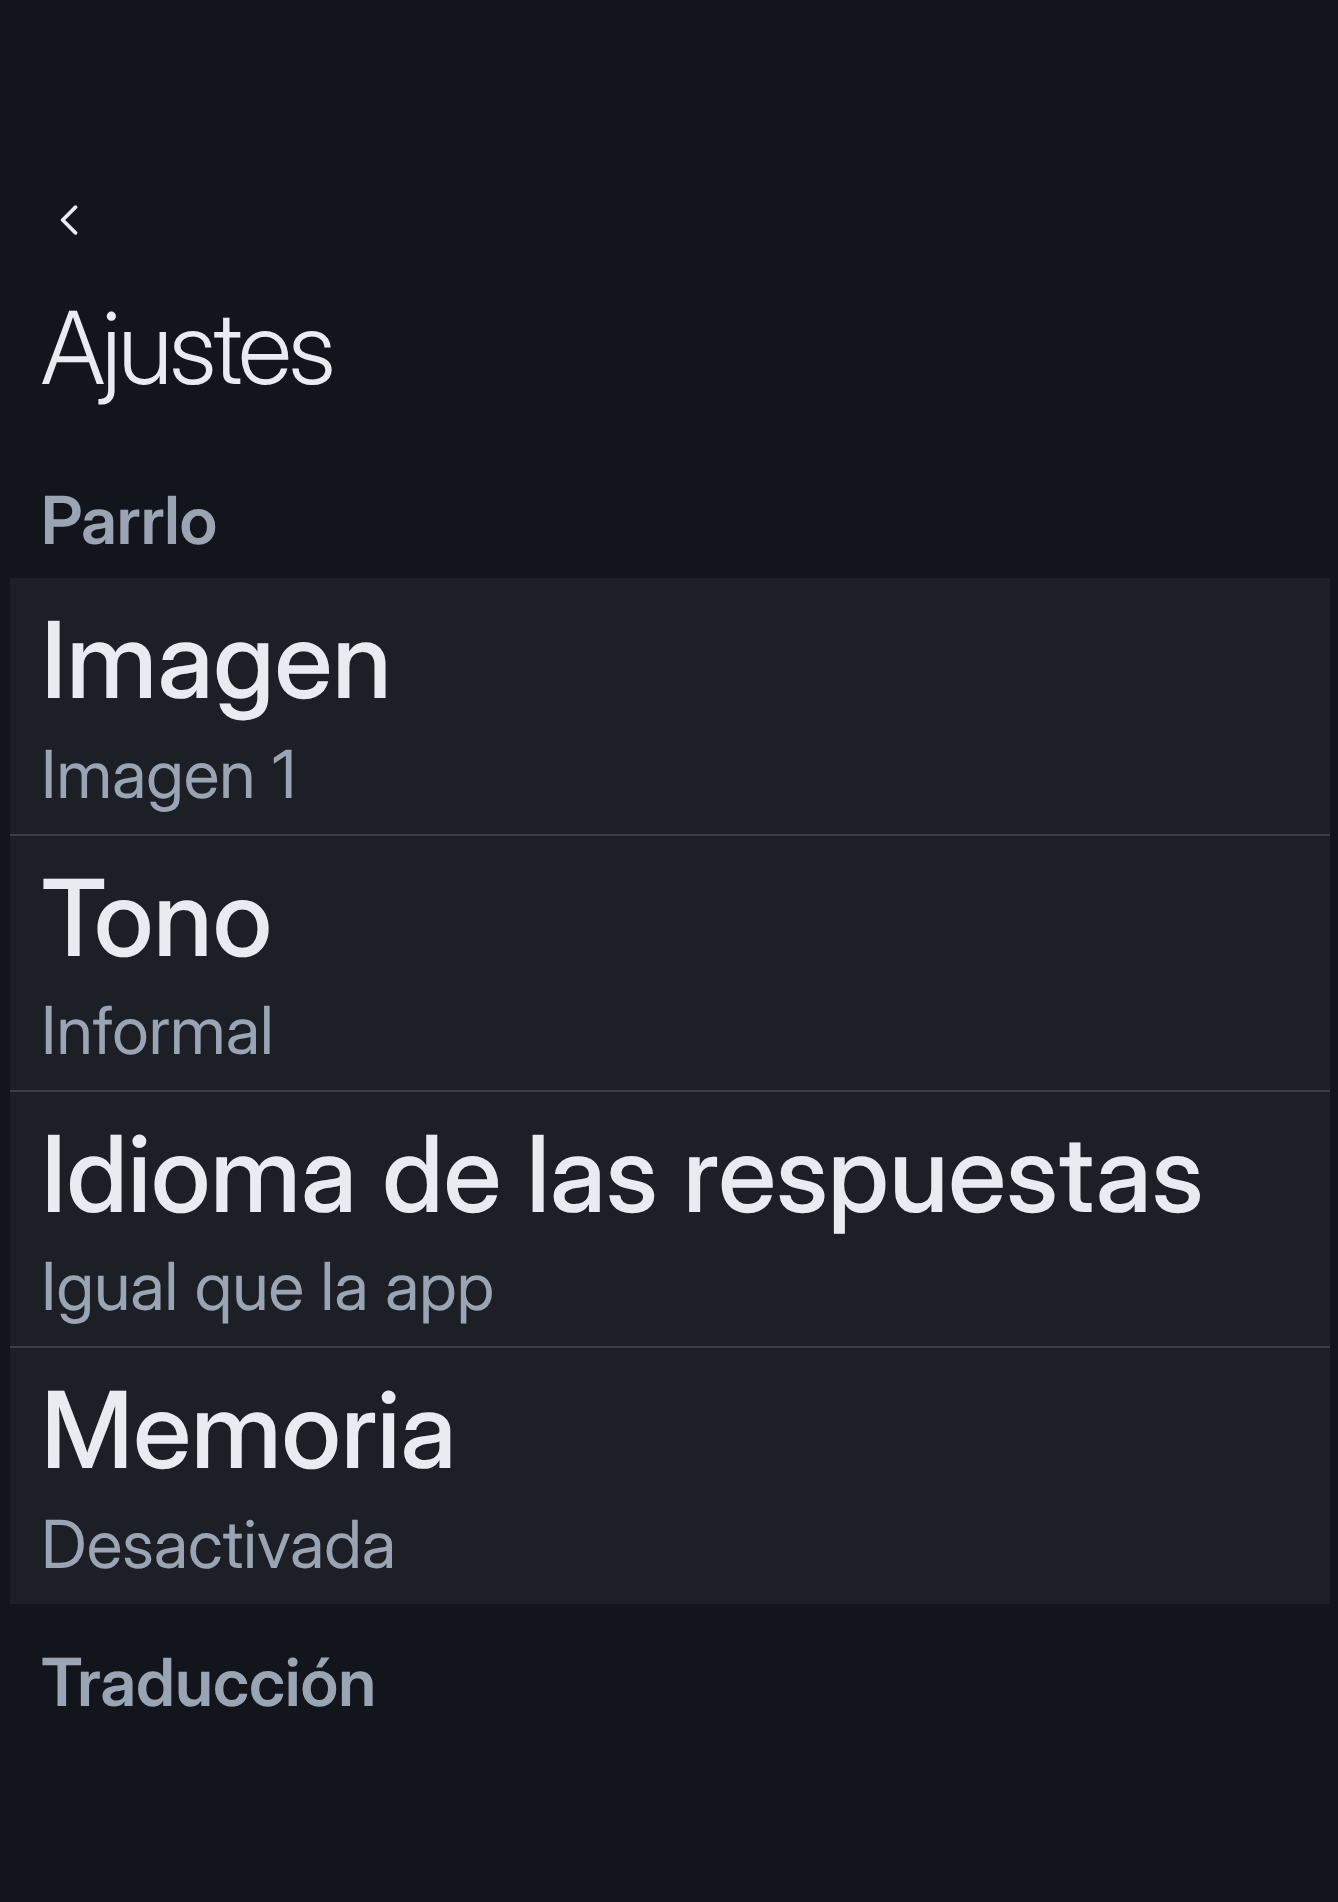 Ajustes
Parrlo
Imagen
Imagen 1
Tono
Informal
Idioma de las respuestas
Igual que la app
Memoria
Desactivada
Traducción